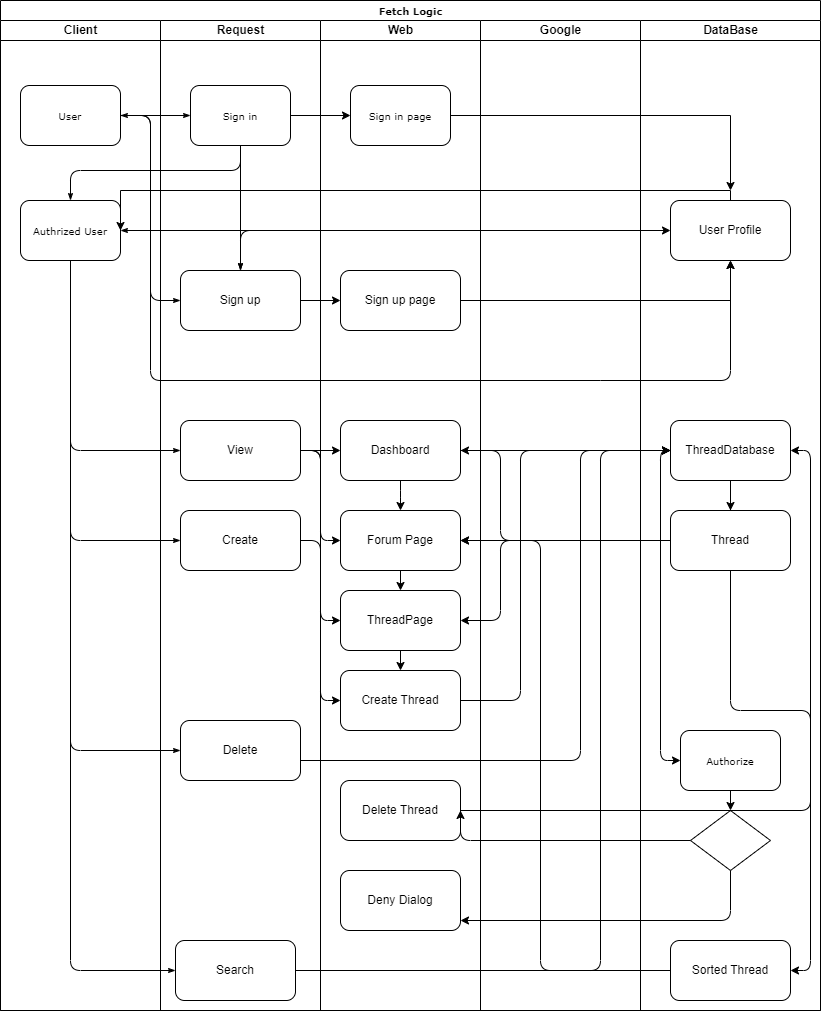 Fetch Logic
Client
Request
Web
Google
DataBase
User
Sign in
Sign in page
Authrized User
User Profile
Sign up
Sign up page
View
Dashboard
ThreadDatabase
Create
Forum Page
Thread
ThreadPage
Create Thread
Delete
Authorize
Delete Thread
Deny Dialog
Search
Sorted Thread